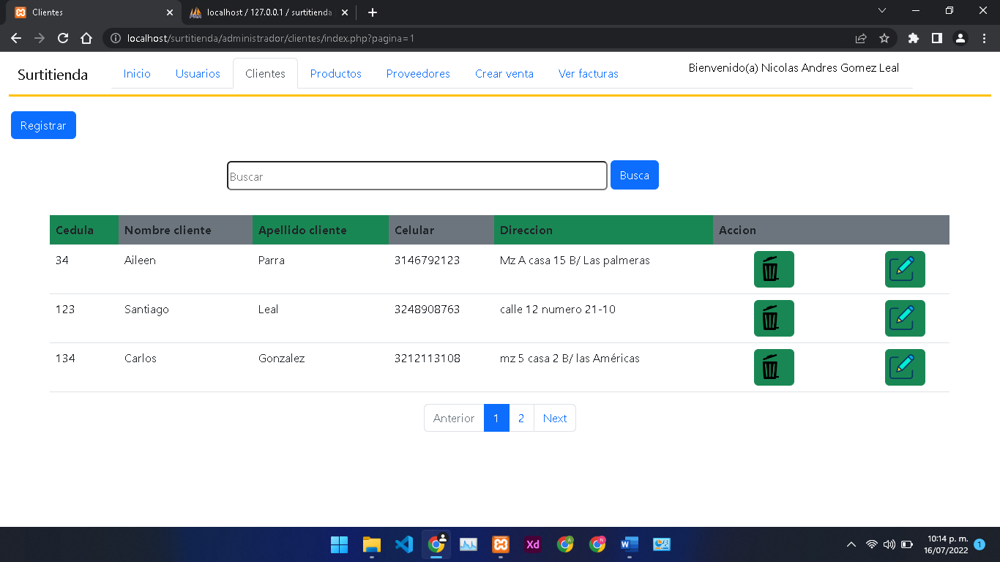 Clientes
localhost / 127.0.0.1 / surtitienda
localhost/surtitienda/administrador/clientes/index.php?pagina=1
Surtitienda Inicio Usuarios Clientes Productos Proveedores Crear venta Ver facturas Bienvenido(a) Nicolas Andres Gomez Leal
Registrar
Buscar Busca
Cedula Nombre cliente Apellido cliente Celular Direccion Accion
34 Aileen Parra 3146792123 Mz A casa 15 B/ Las palmeras
123 Santiago Leal 3248908763 calle 12 numero 21-10
134 Carlos Gonzalez 3212113108 mz 5 casa 2 B/ las Américas
Anterior 1 2 Next
Xd A N W
10:14 p. m.
16/07/2022 1